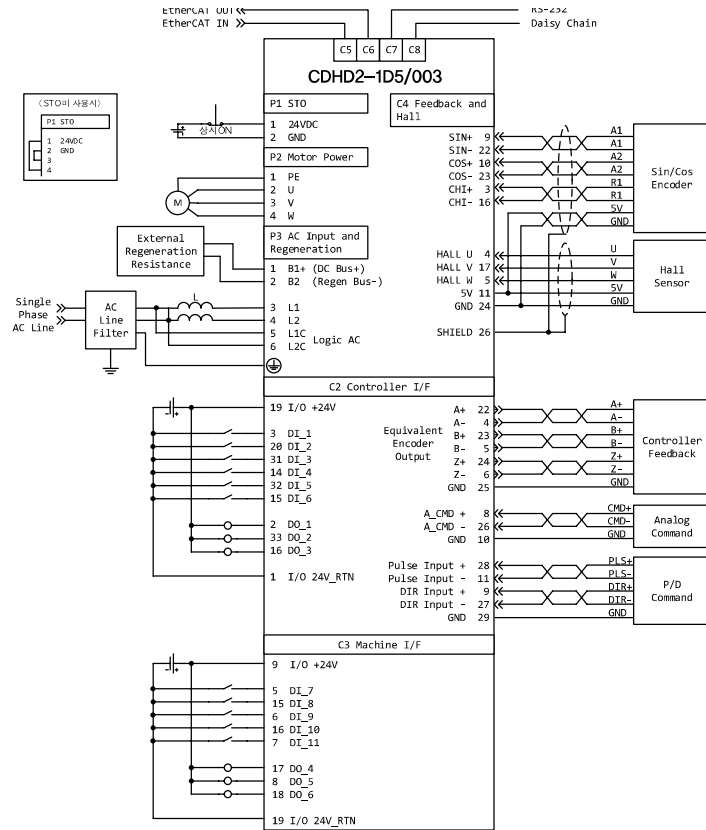 EtherCAT OUT
EtherCAT IN
RS-232
Daisy Chain
C5 C6 C7 C8
CDHD2-1D5/003
(STO미 사용시)
P1 STO
1 24VDC
2 GND
3
4
P1 STO
상시ON
1 24VDC
2 GND
P2 Motor Power
M
1 PE
2 U
3 V
4 W
P3 AC Input and
Regeneration
External
Regeneration
Resistance
1 B1+ (DC Bus+)
2 B2 (Regen Bus-)
Single
Phase
AC Line
AC
Line
Filter
L
3 L1
4 L2
5 L1C
6 L2C
Logic AC
C4 Feedback and
Hall
SIN+ 9 A1
SIN- 22 A1
COS+ 10 A2
COS- 23 A2
CHI+ 3 R1
CHI- 16 R1
5V
GND
Sin/Cos
Encoder
HALL U 4 U
HALL V 17 V
HALL W 5 W
5V 11 5V
GND 24 GND
SHIELD 26
Hall
Sensor
C2 Controller I/F
19 I/O +24V
3 DI_1
20 DI_2
31 DI_3
14 DI_4
32 DI_5
15 DI_6
2 DO_1
33 DO_2
16 DO_3
1 I/O 24V_RTN
Equivalent
Encoder
Output
A+ 22 A+
A- 4 A-
B+ 23 B+
B- 5 B-
Z+ 24 Z+
Z- 6 Z-
GND 25 GND
Controller
Feedback
A_CMD + 8 CMD+
A_CMD - 26 CMD-
GND 10 GND
Analog
Command
Pulse Input + 28 PLS+
Pulse Input - 11 PLS-
DIR Input + 9 DIR+
DIR Input - 27 DIR-
GND 29 GND
P/D
Command
C3 Machine I/F
9 I/O +24V
5 DI_7
15 DI_8
6 DI_9
16 DI_10
7 DI_11
17 DO_4
8 DO_5
18 DO_6
19 I/O 24V_RTN